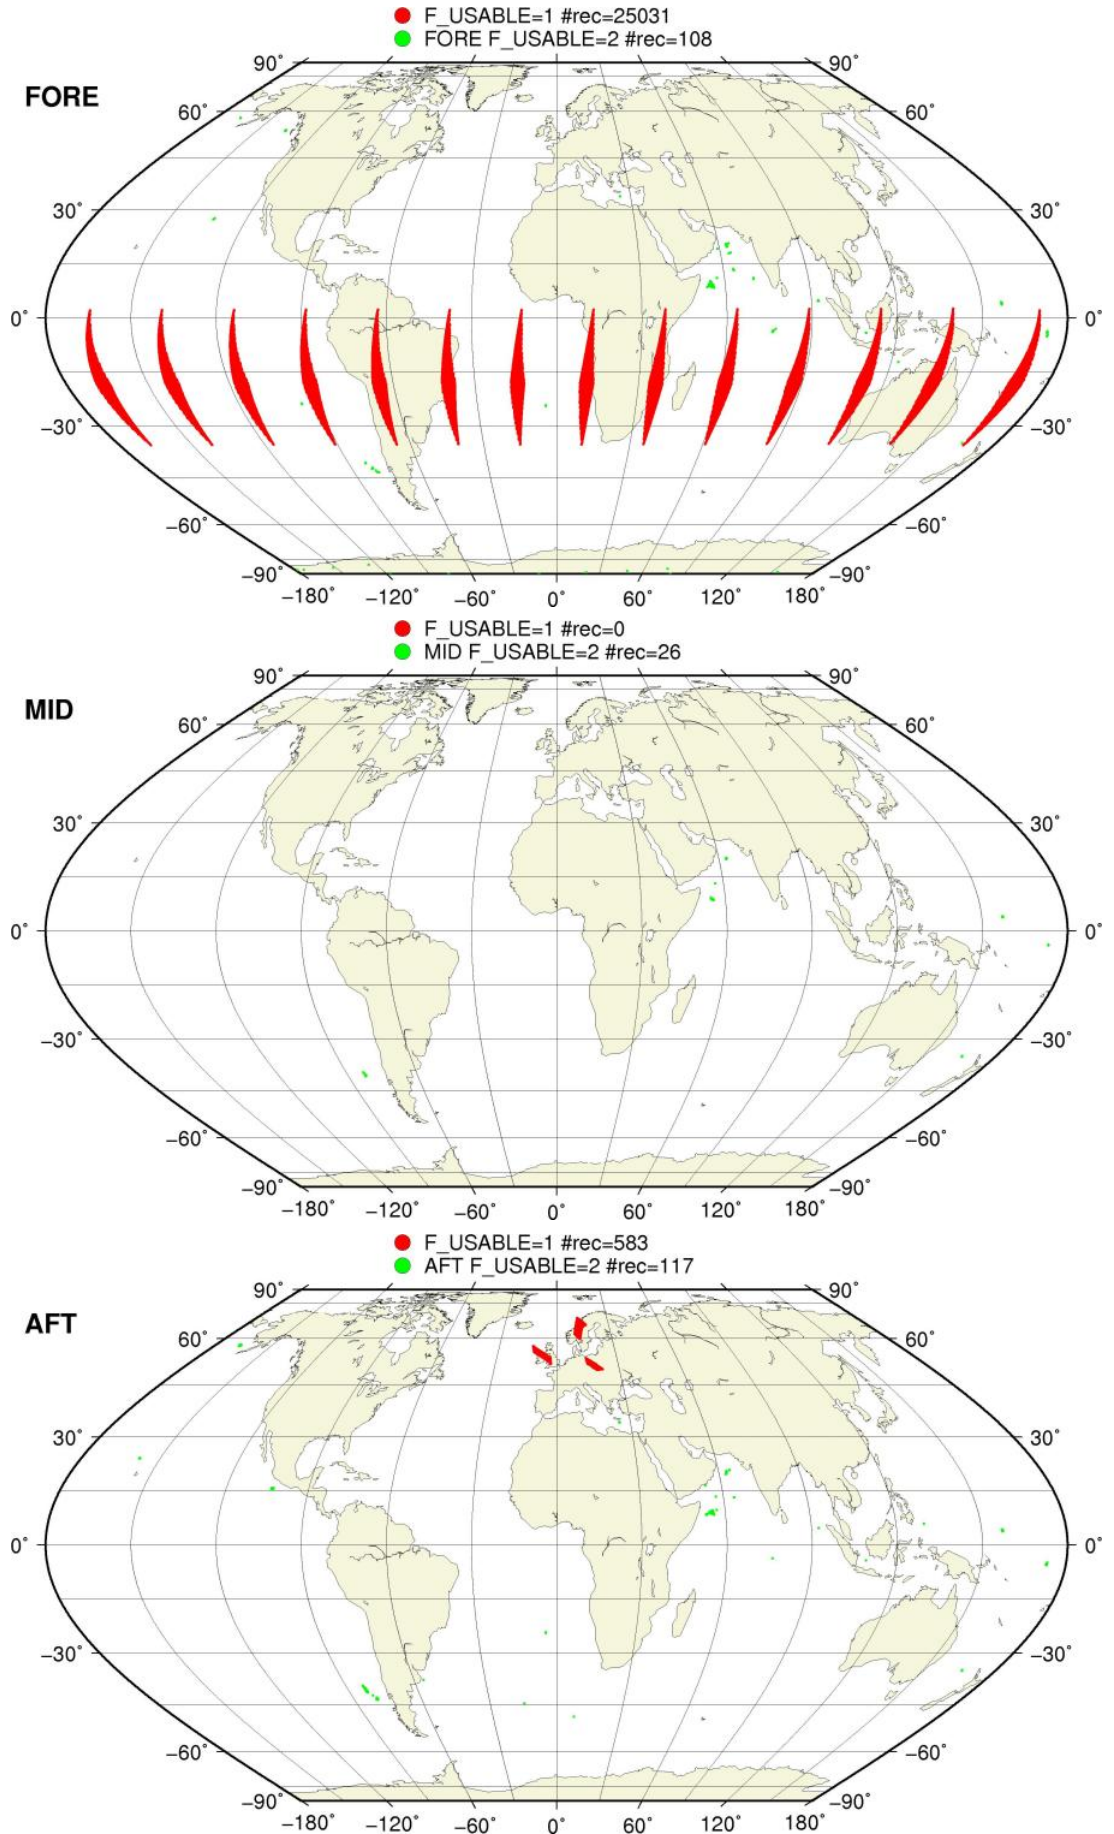 F_USABLE=1 #rec=25031
FORE F_USABLE=2 #rec=108
FORE
90˚ 90˚
60˚ 60˚
30˚ 30˚
0˚ 0˚
−30˚ −30˚
−60˚ −60˚
−90˚ −90˚
−180˚ −120˚ −60˚ 0˚ 60˚ 120˚ 180˚
F_USABLE=1 #rec=0
MID F_USABLE=2 #rec=26
MID
90˚ 90˚
60˚ 60˚
30˚ 30˚
0˚ 0˚
−30˚ −30˚
−60˚ −60˚
−90˚ −90˚
−180˚ −120˚ −60˚ 0˚ 60˚ 120˚ 180˚
F_USABLE=1 #rec=583
AFT F_USABLE=2 #rec=117
AFT
90˚ 90˚
60˚ 60˚
30˚ 30˚
0˚ 0˚
−30˚ −30˚
−60˚ −60˚
−90˚ −90˚
−180˚ −120˚ −60˚ 0˚ 60˚ 120˚ 180˚